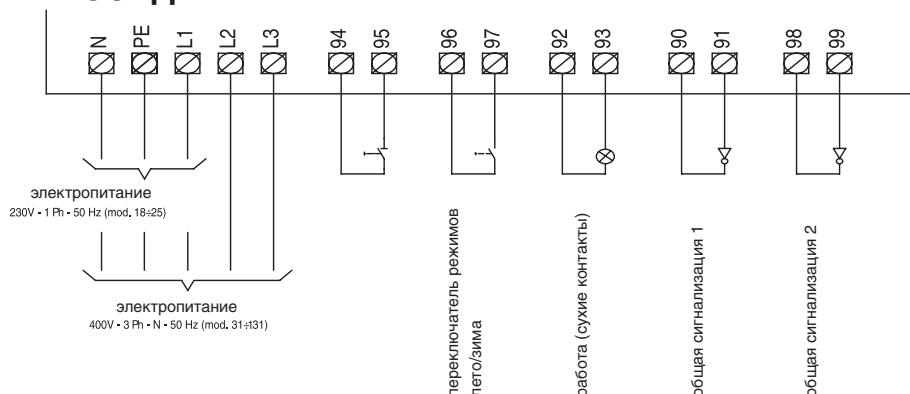 N PE L1 L2 L3 94 95 96 97 92 93 90 91 98 99
электропитание
230V - 1 Ph - 50 Hz (mod. 18÷25)
электропитание
400V - 3 Ph - N - 50 Hz (mod. 31÷131)
переключатель режимов
лето/зима
работа (сухие контакты)
общая сигнализация 1
общая сигнализация 2